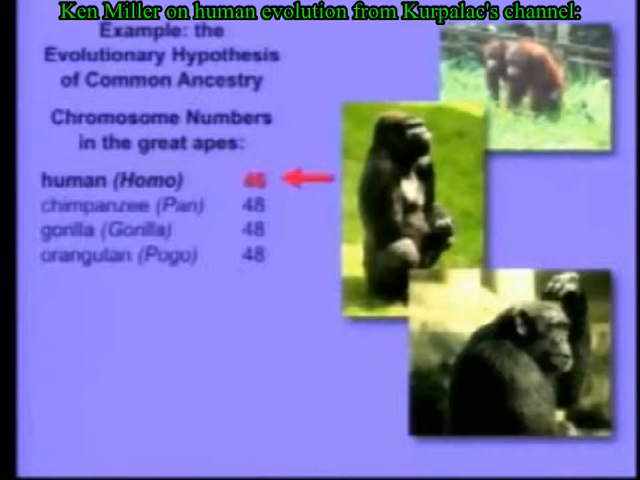 Ken Miller on human evolution from Kurpalac's channel:
Example: the
Evolutionary Hypothesis
of Common Ancestry
Chromosome Numbers
in the great apes:
human (Homo) 46
chimpanzee (Pan) 48
gorilla (Gorilla) 48
orangutan (Pogo) 48